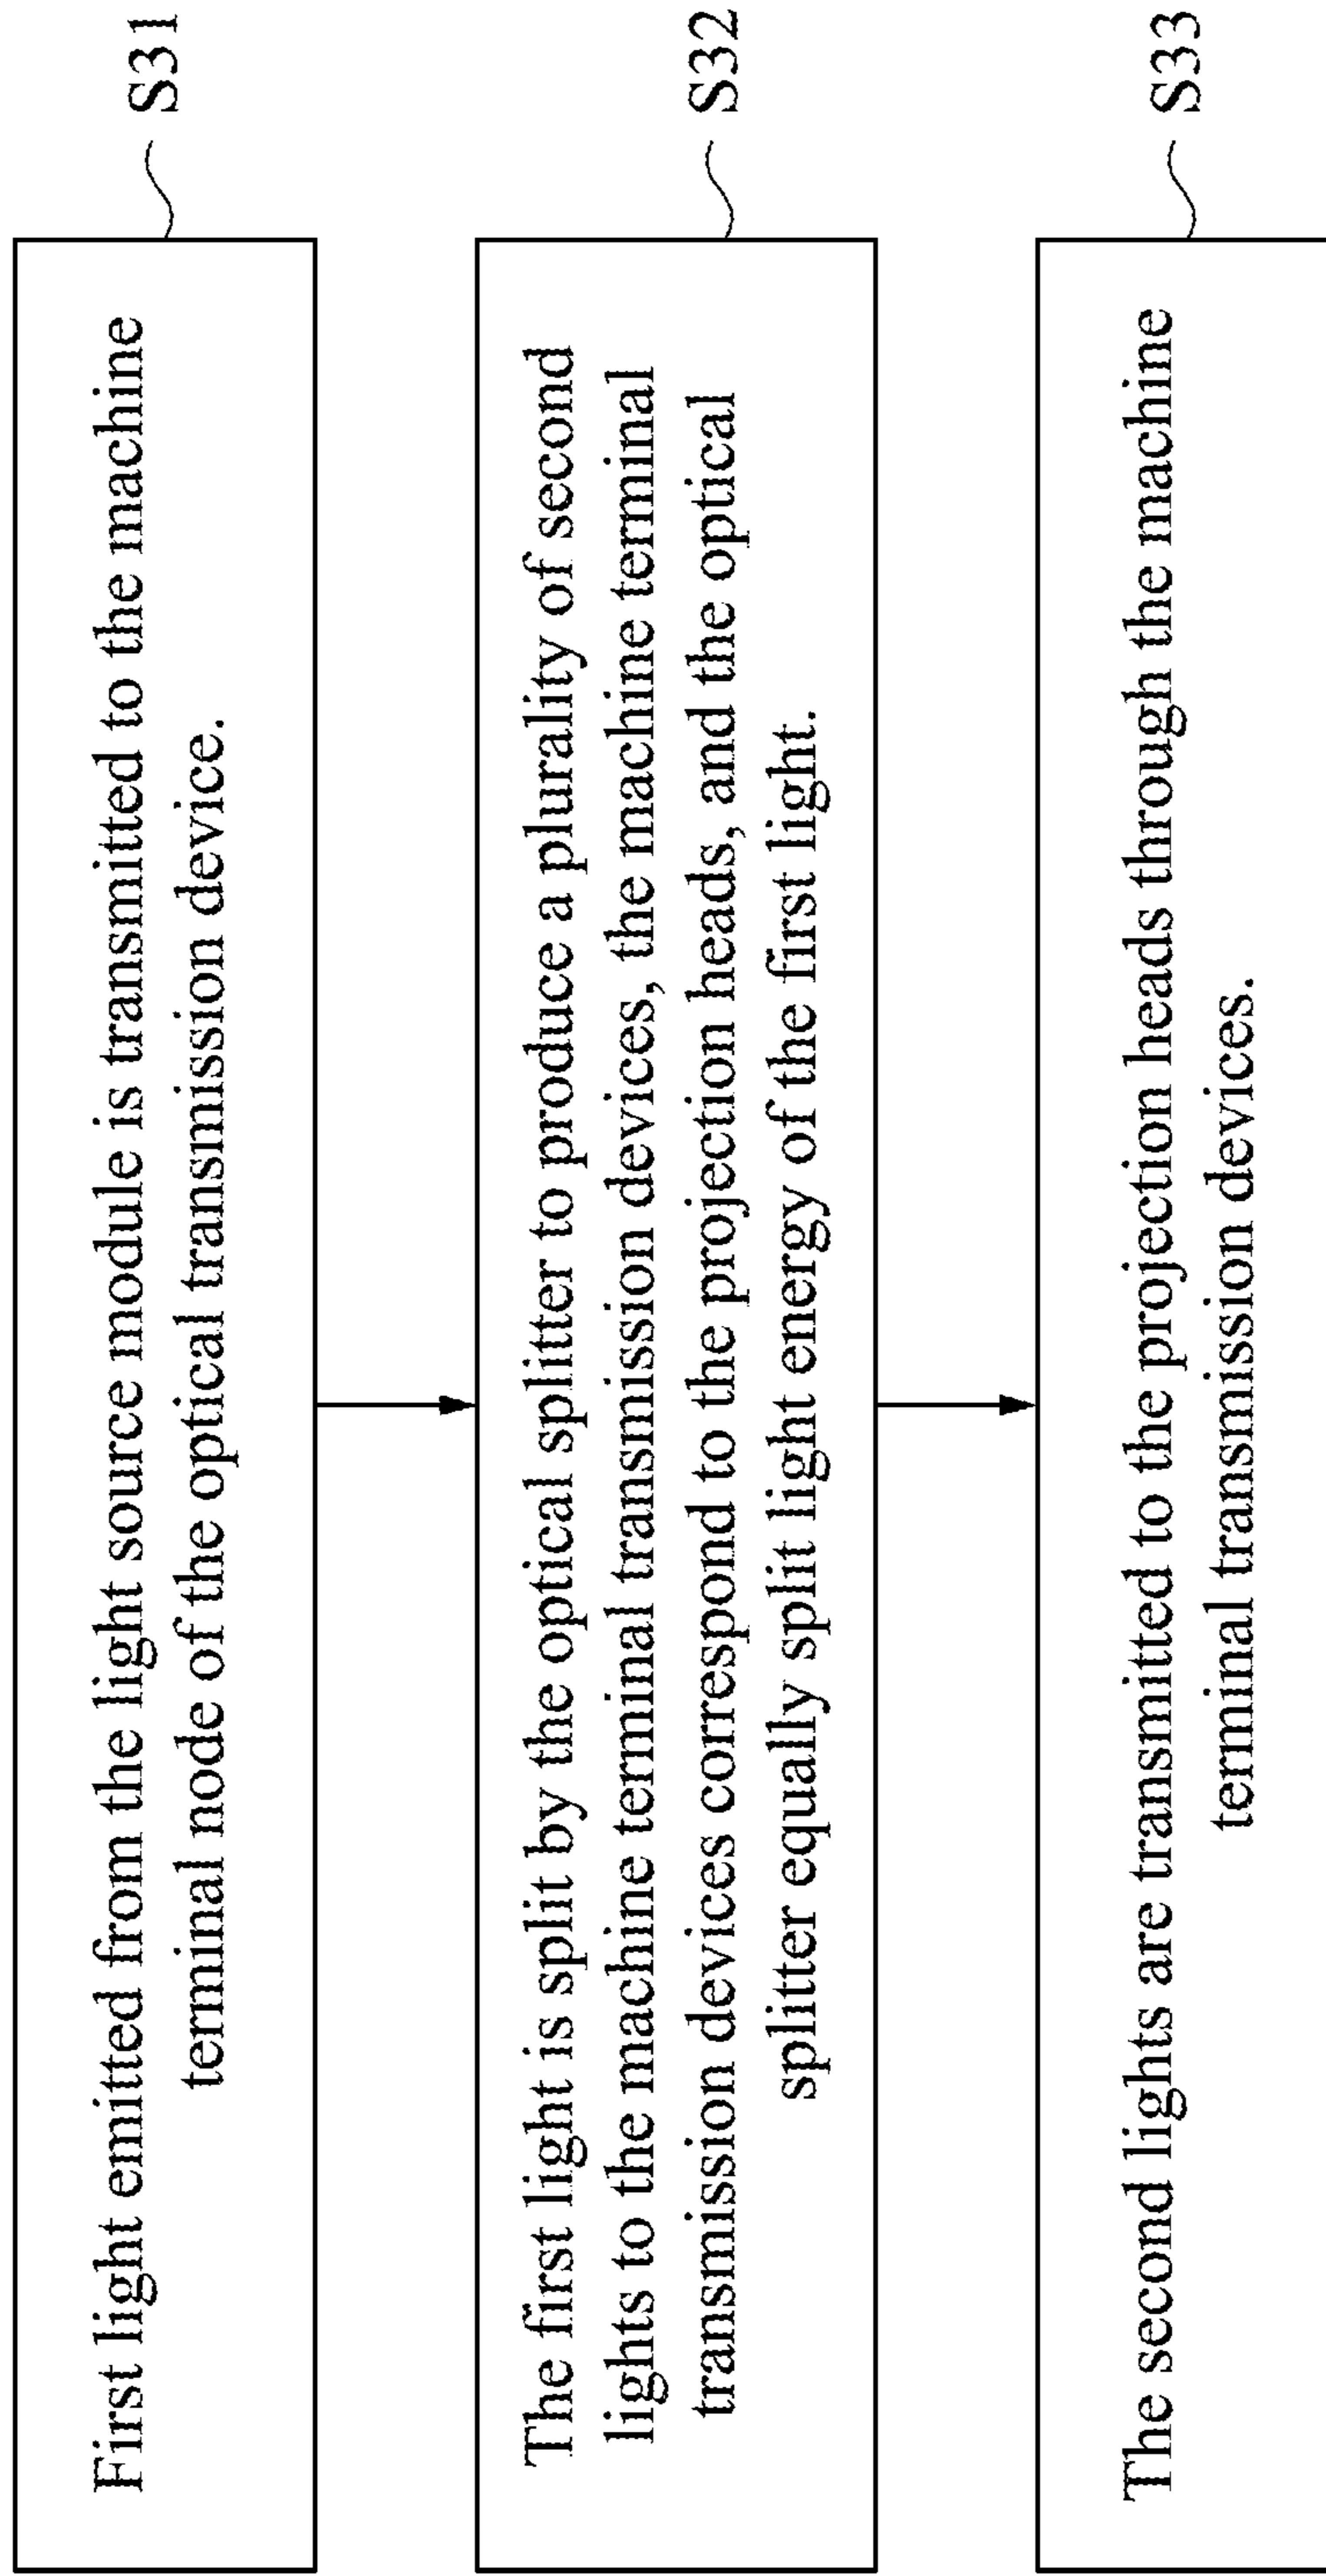 First light emitted from the light source module is transmitted to the machine
terminal node of the optical transmission device.
S31
The first light is split by the optical splitter to produce a plurality of second
lights to the machine terminal transmission devices, the machine terminal
transmission devices correspond to the projection heads, and the optical
splitter equally split light energy of the first light.
S32
The second lights are transmitted to the projection heads through the machine
terminal transmission devices.
S33